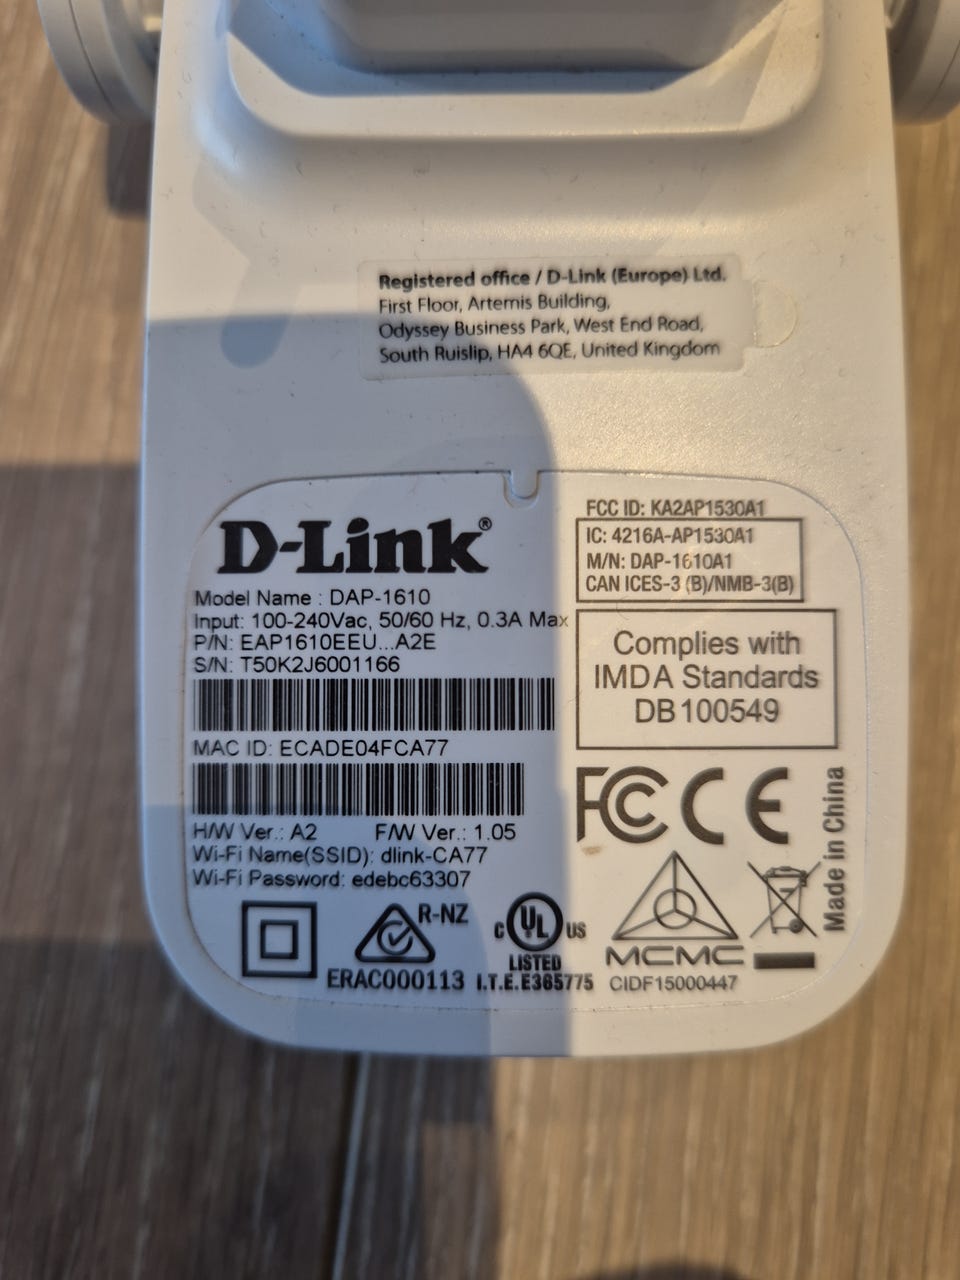 Registered office / D-Link (Europe) Ltd.
First Floor, Artemis Building,
Odyssey Business Park, West End Road,
South Ruislip, HA4 6QE, United Kingdom
D-Link®
Model Name : DAP-1610
Input: 100-240Vac, 50/60 Hz, 0.3A Max
P/N: EAP1610EEU...A2E
S/N: T50K2J6001166
MAC ID: ECADE04FCA77
H/W Ver.: A2 F/W Ver.: 1.05
Wi-Fi Name(SSID): dlink-CA77
Wi-Fi Password: edebc63307
R-NZ
ERAC000113
C UL US
LISTED
I.T.E.E365775
FCC ID: KA2AP1530A1
IC: 4216A-AP1530A1
M/N: DAP-1610A1
CAN ICES-3 (B)/NMB-3(B)
Complies with
IMDA Standards
DB100549
FC CE
MCMC
CIDF15000447
Made in China